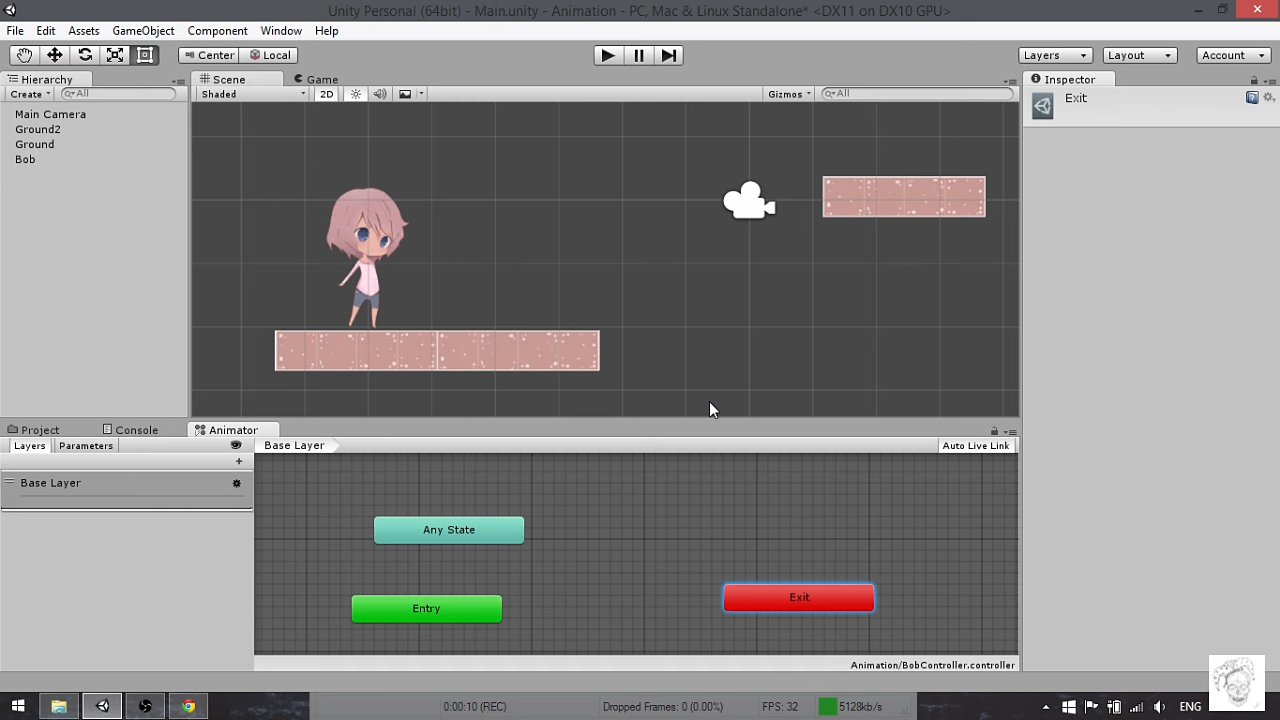 Unity Personal (64bit) - Main.unity - Animation - PC, Mac & Linux Standalone* <DX11 on DX10 GPU>
File Edit Assets GameObject Component Window Help
Center Local Layers Layout Account
Hierarchy Scene Game Inspector
Create All Shaded 2D Gizmos All Exit
Main Camera
Ground2
Ground
Bob
Project Console Animator
Layers Parameters Base Layer Auto Live Link
Base Layer
Any State
Exit
Entry
Animation/BobController.controller
0:00:10 (REC) Dropped Frames: 0 (0.00%) FPS: 32 5128kb/s ENG